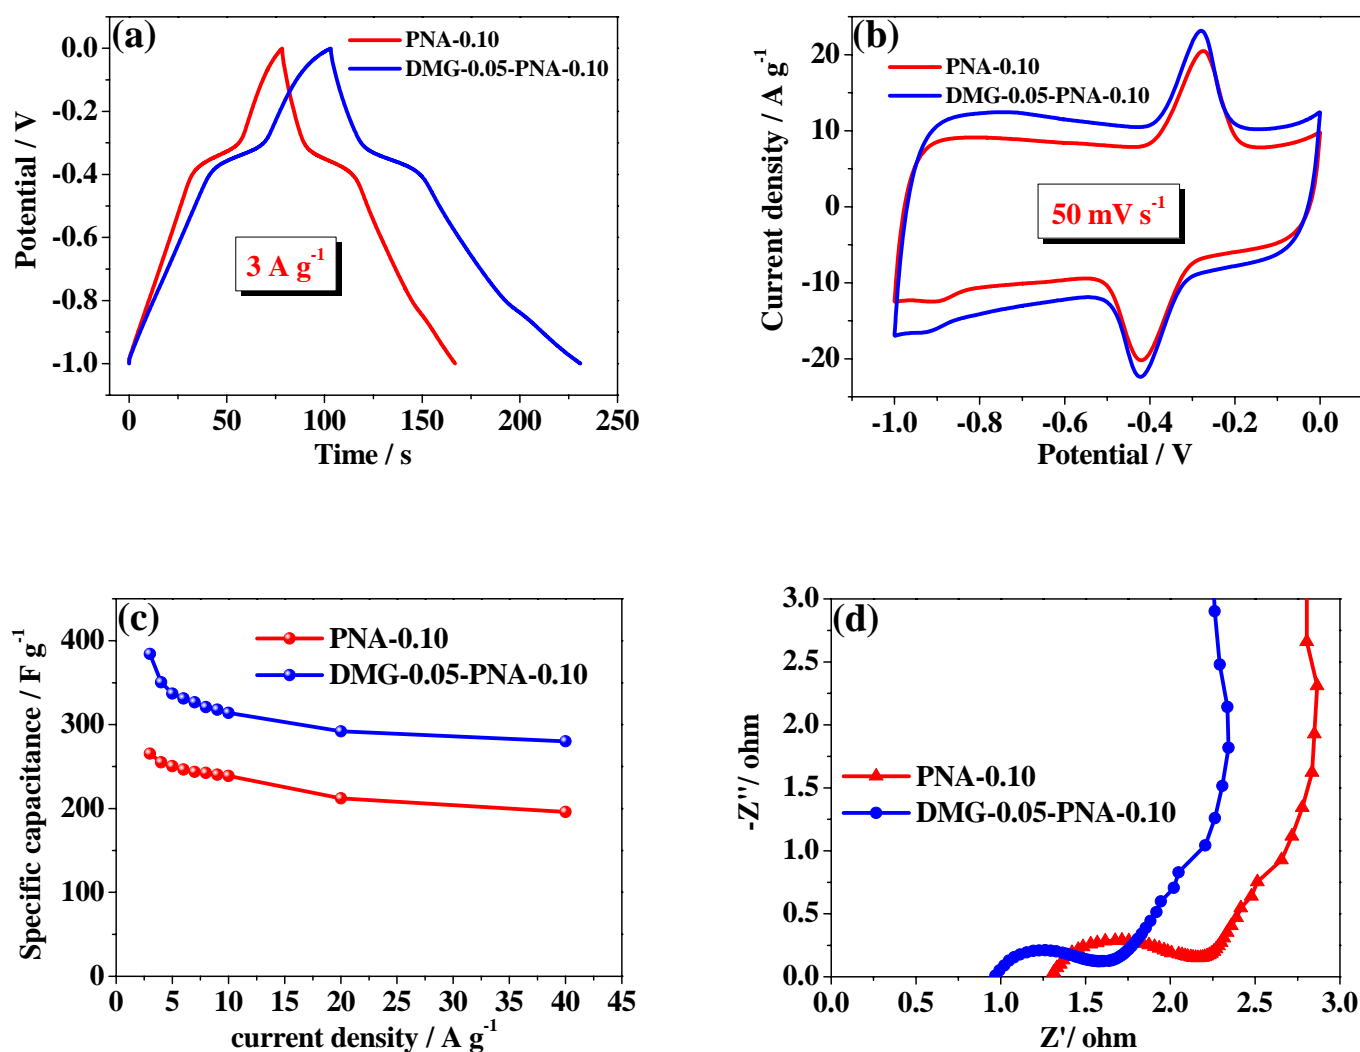 (a)
PNA-0.10
DMG-0.05-PNA-0.10
3 A g-1
0.0
-0.2
-0.4
-0.6
-0.8
-1.0
Potential / V
0 50 100 150 200 250
Time / s
(b)
PNA-0.10
DMG-0.05-PNA-0.10
50 mV s-1
20
10
0
-10
-20
Current density / A g-1
-1.0 -0.8 -0.6 -0.4 -0.2 0.0
Potential / V
(c)
PNA-0.10
DMG-0.05-PNA-0.10
400
300
200
100
0
Specific capacitance / F g-1
0 5 10 15 20 25 30 35 40 45
current density / A g-1
(d)
PNA-0.10
DMG-0.05-PNA-0.10
3.0
2.5
2.0
1.5
1.0
0.5
0.0
-Z''/ ohm
0.0 0.5 1.0 1.5 2.0 2.5 3.0
Z'/ ohm